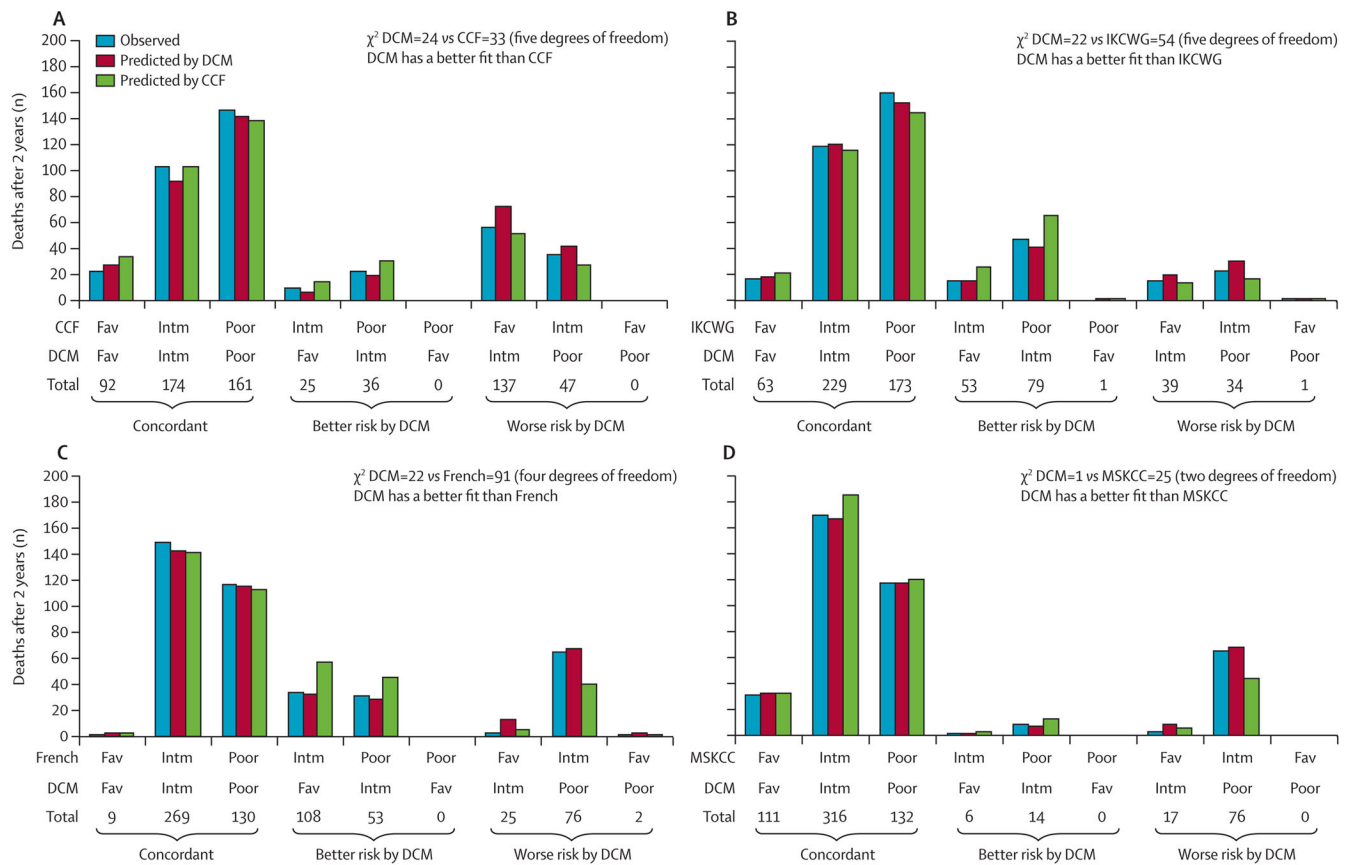 A
χ² DCM=24 vs CCF=33 (five degrees of freedom)
DCM has a better fit than CCF
Observed
Predicted by DCM
Predicted by CCF
Deaths after 2 years (n)
200
180
160
140
120
100
80
60
40
20
0
CCF Fav Intm Poor Intm Poor Poor Fav Intm Fav
DCM Fav Intm Poor Fav Intm Fav Intm Poor Poor
Total 92 174 161 25 36 0 137 47 0
Concordant Better risk by DCM Worse risk by DCM
B
χ² DCM=22 vs IKCWG=54 (five degrees of freedom)
DCM has a better fit than IKCWG
IKCWG Fav Intm Poor Intm Poor Poor Fav Intm Fav
DCM Fav Intm Poor Fav Intm Fav Intm Poor Poor
Total 63 229 173 53 79 1 39 34 1
Concordant Better risk by DCM Worse risk by DCM
C
χ² DCM=22 vs French=91 (four degrees of freedom)
DCM has a better fit than French
Deaths after 2 years (n)
200
180
160
140
120
100
80
60
40
20
0
French Fav Intm Poor Intm Poor Poor Fav Intm Fav
DCM Fav Intm Poor Fav Intm Fav Intm Poor Poor
Total 9 269 130 108 53 0 25 76 2
Concordant Better risk by DCM Worse risk by DCM
D
χ² DCM=1 vs MSKCC=25 (two degrees of freedom)
DCM has a better fit than MSKCC
MSKCC Fav Intm Poor Intm Poor Poor Fav Intm Fav
DCM Fav Intm Poor Fav Intm Fav Intm Poor Poor
Total 111 316 132 6 14 0 17 76 0
Concordant Better risk by DCM Worse risk by DCM